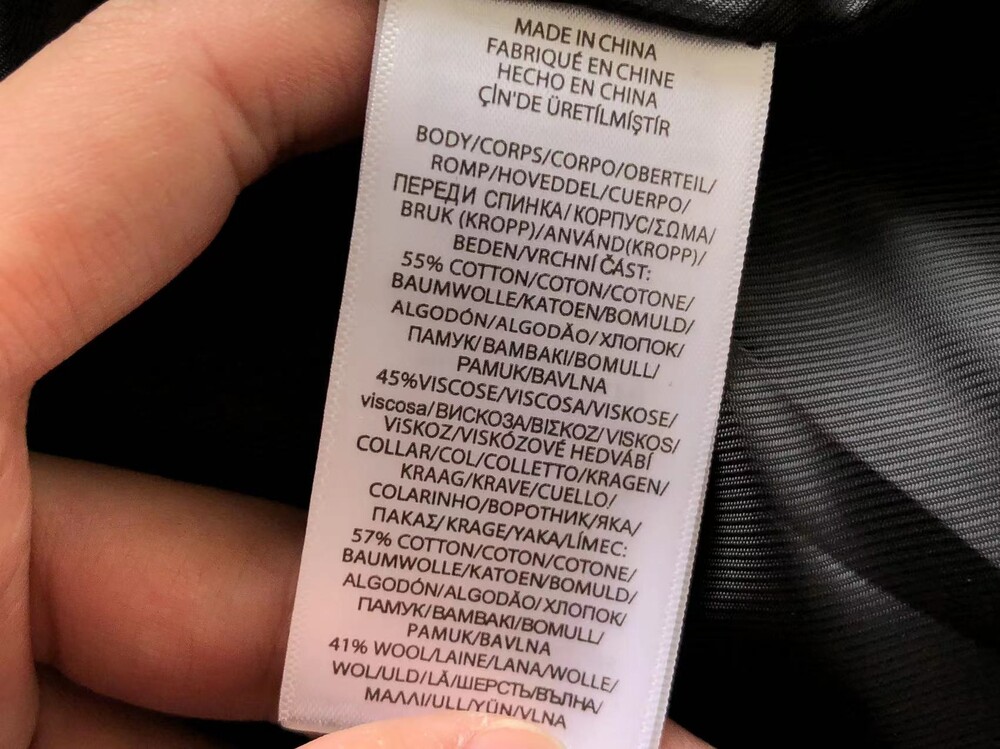 MADE IN CHINA
FABRIQUÉ EN CHINE
HECHO EN CHINA
ÇİN'DE ÜRETİLMİŞTİR
BODY/CORPS/CORPO/OBERTEIL/
ROMP/HOVEDDEL/CUERPO/
ПЕРЕДИ СПИНКА/КОРПУС/ΣΩΜΑ/
BRUK (KROPP)/ANVÁND(KROPP)/
BEDEN/VRCHNÍ ČÁST:
55% COTTON/COTON/COTONE/
BAUMWOLLE/KATOEN/BOMULD/
ALGODÓN/ALGODÃO/ХЛОПОК/
ПАМУК/BAMBAKI/BOMULL/
PAMUK/BAVLNA
45%VISCOSE/VISCOSA/VISKOSE/
viscosa/ВИСКОЗА/ΒΙΣΚΟΖ/VISKOS/
VİSKOZ/VISKÓZOVÉ HEDVÁBÍ
COLLAR/COL/COLLETTO/KRAGEN/
KRAAG/KRAVE/CUELLO/
COLARINHO/ВОРОТНИК/ЯКА/
ΠΑΚΑΣ/KRAGE/YAKA/LÍMEC:
57% COTTON/COTON/COTONE/
BAUMWOLLE/KATOEN/BOMULD/
ALGODÓN/ALGODÃO/ХЛОПОК/
ПАМУК/BAMBAKI/BOMULL/
PAMUK/BAVLNA
41% WOOL/LAINE/LANA/WOLLE/
WOL/ULD/LÃ/ШЕРСТЬ/ВЪЛНА/
ΜΑΛΛΙ/ULL/YÜN/VLNA